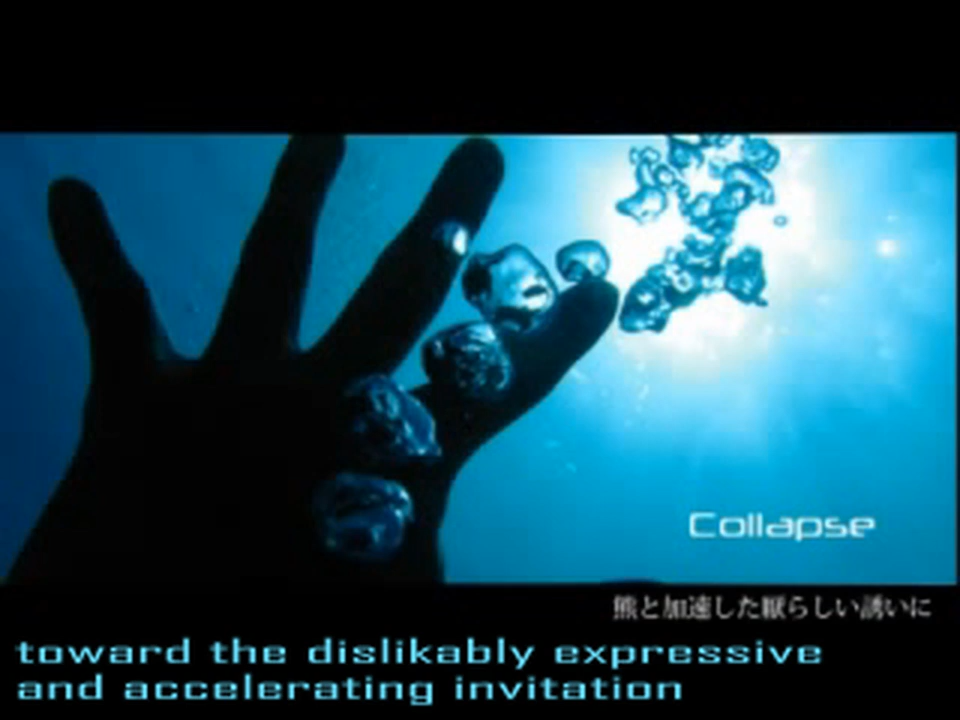 Collapse
態と加速した厭らしい誘いに
toward the dislikably expressive
and accelerating invitation